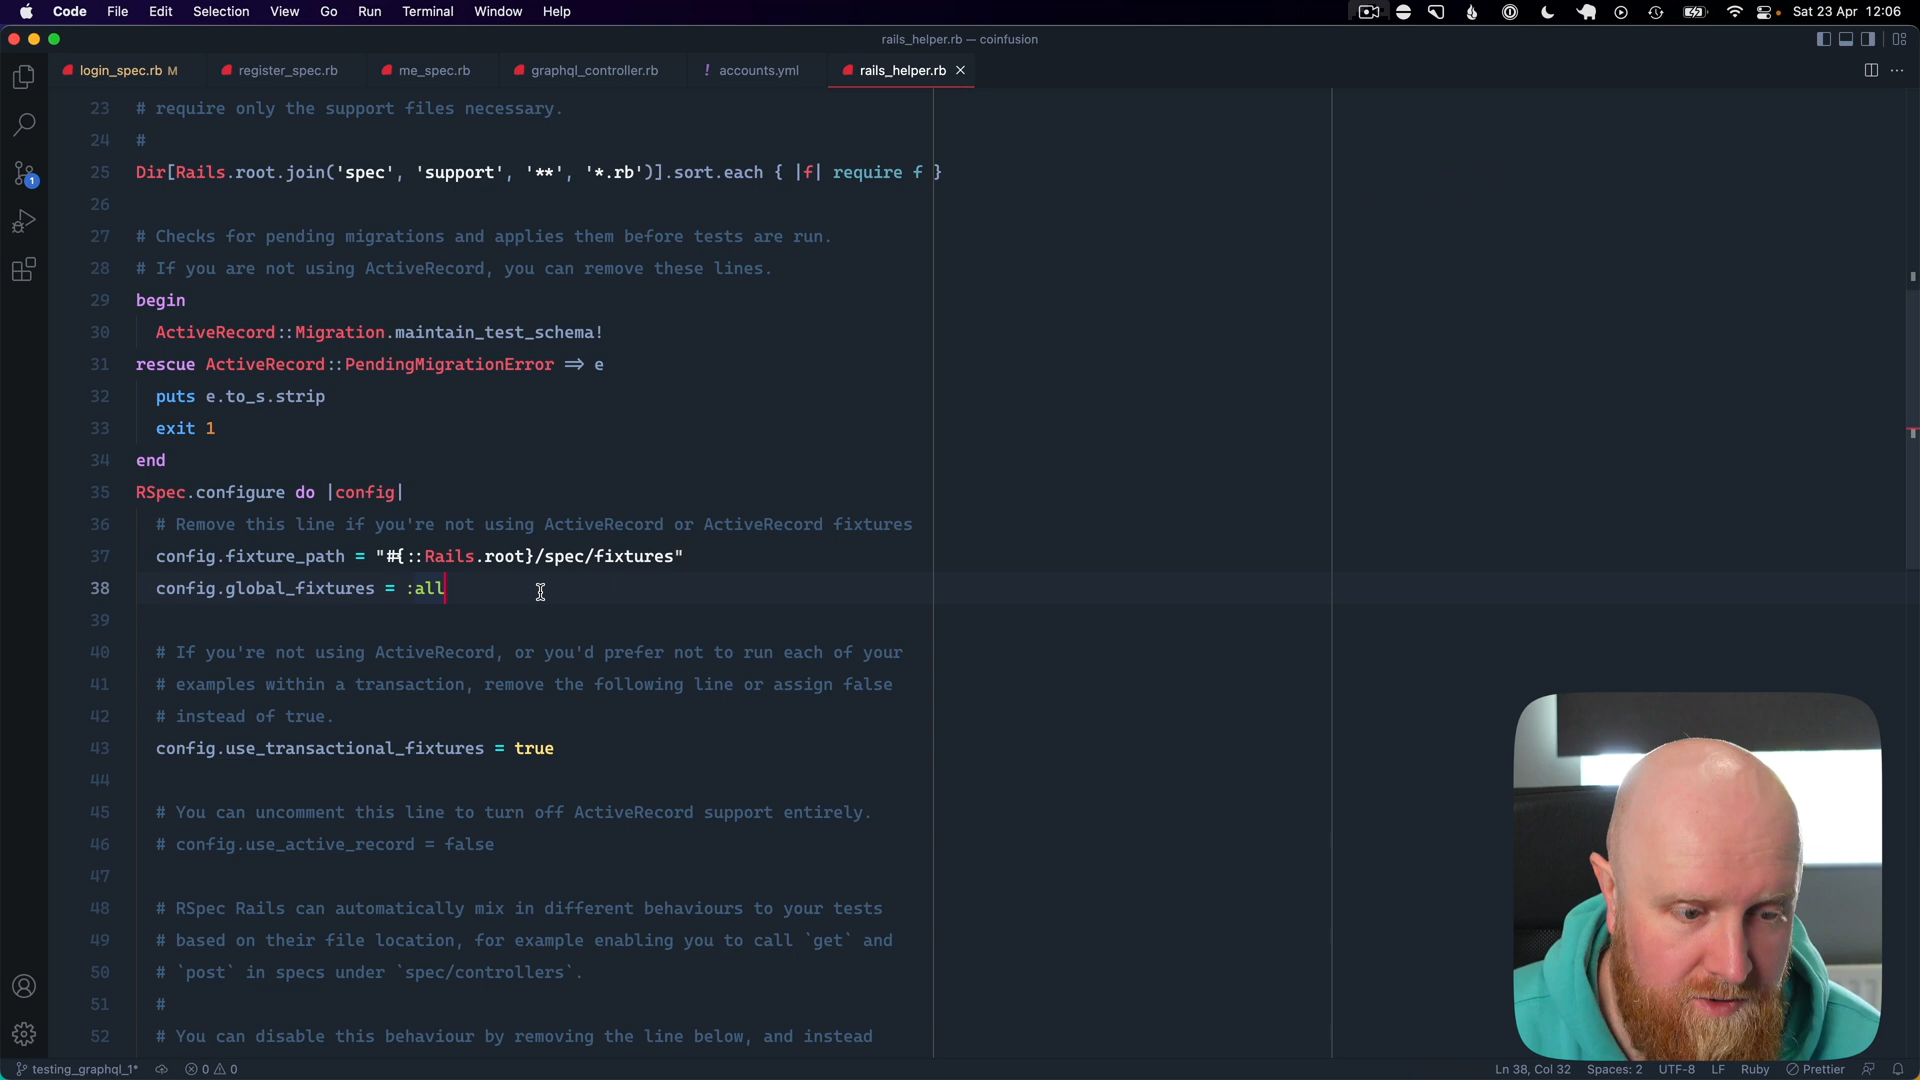 Code File Edit Selection View Go Run Terminal Window Help Sat 23 Apr 12:06
rails_helper.rb — coinfusion
login_spec.rb M register_spec.rb me_spec.rb graphql_controller.rb ! accounts.yml rails_helper.rb
23 # require only the support files necessary.
24 #
25 Dir[Rails.root.join('spec', 'support', '**', '*.rb')].sort.each { |f| require f }
26
27 # Checks for pending migrations and applies them before tests are run.
28 # If you are not using ActiveRecord, you can remove these lines.
29 begin
30 ActiveRecord::Migration.maintain_test_schema!
31 rescue ActiveRecord::PendingMigrationError => e
32 puts e.to_s.strip
33 exit 1
34 end
35 RSpec.configure do |config|
36 # Remove this line if you're not using ActiveRecord or ActiveRecord fixtures
37 config.fixture_path = "#{::Rails.root}/spec/fixtures"
38 config.global_fixtures = :all
39
40 # If you're not using ActiveRecord, or you'd prefer not to run each of your
41 # examples within a transaction, remove the following line or assign false
42 # instead of true.
43 config.use_transactional_fixtures = true
44
45 # You can uncomment this line to turn off ActiveRecord support entirely.
46 # config.use_active_record = false
47
48 # RSpec Rails can automatically mix in different behaviours to your tests
49 # based on their file location, for example enabling you to call `get` and
50 # `post` in specs under `spec/controllers`.
51 #
52 # You can disable this behaviour by removing the line below, and instead
1
testing_graphql_1* 0 0 Ln 38, Col 32 Spaces: 2 UTF-8 LF Ruby Prettier